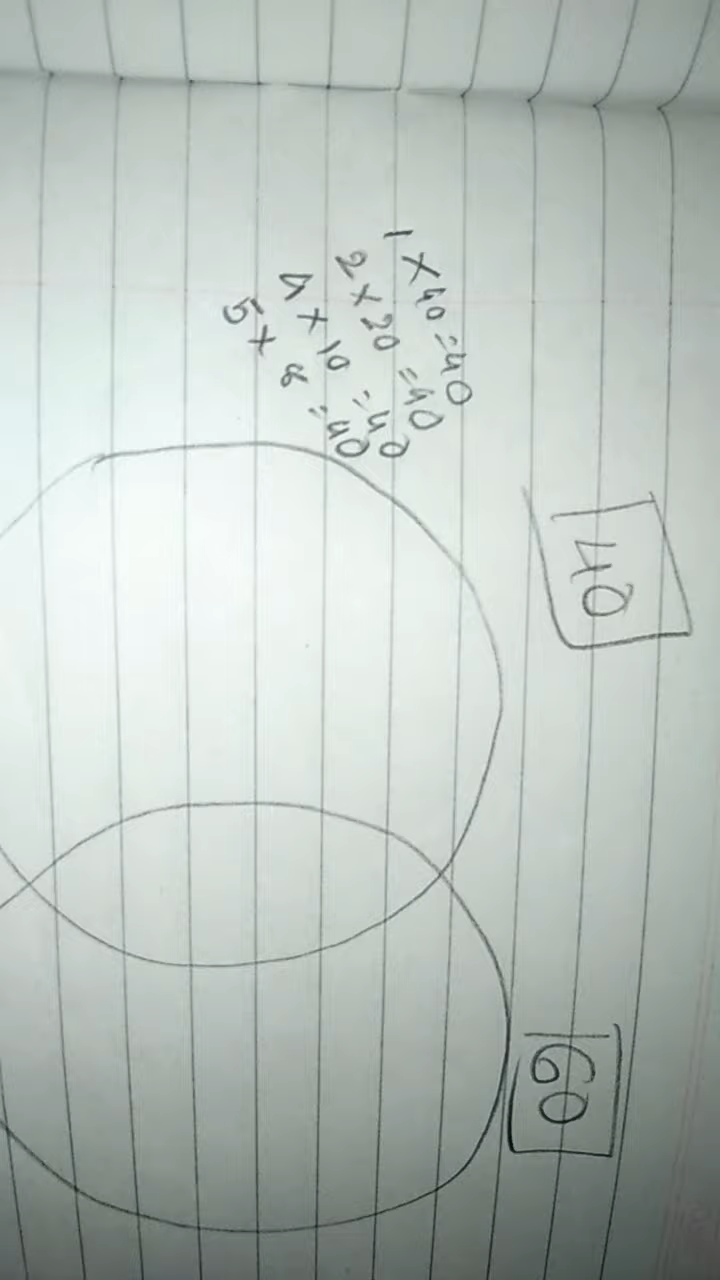 1 × 40 = 40
2 × 20 = 40
4 × 10 = 40
5 × 8 = 40
40
60